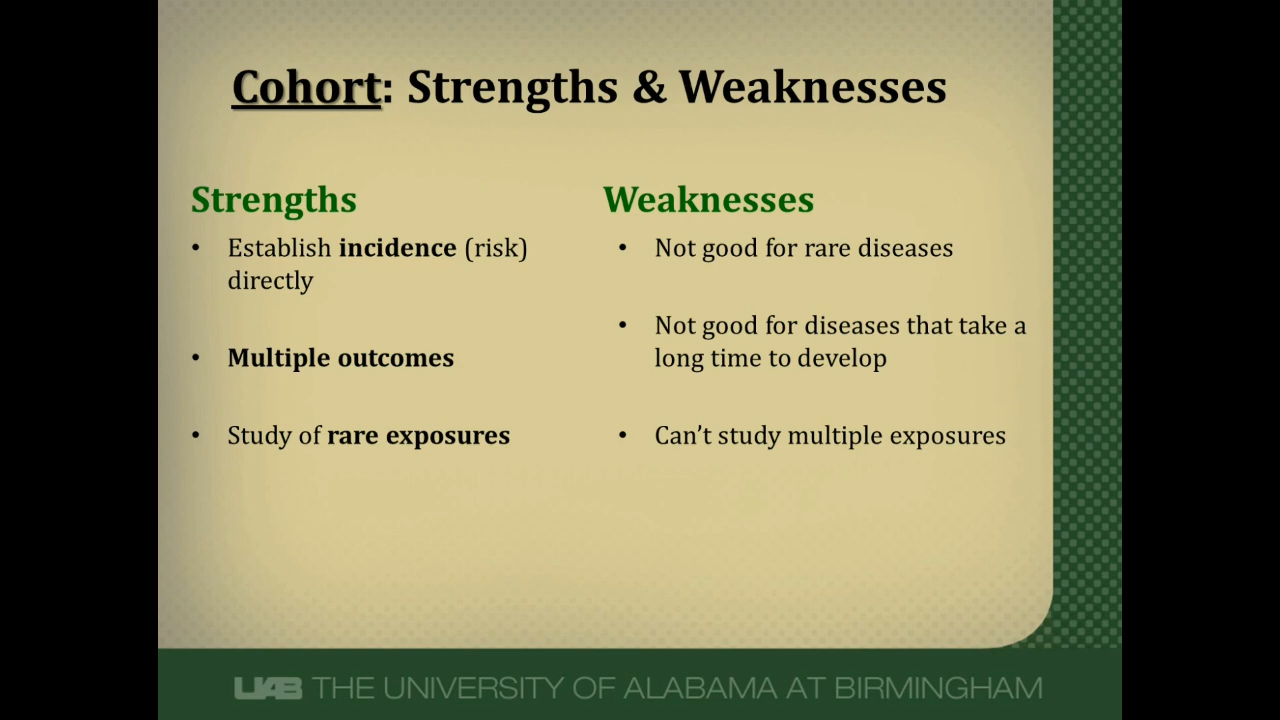 Cohort: Strengths & Weaknesses
Strengths
• Establish incidence (risk)
directly
• Multiple outcomes
• Study of rare exposures
Weaknesses
• Not good for rare diseases
• Not good for diseases that take a
long time to develop
• Can’t study multiple exposures
UAB THE UNIVERSITY OF ALABAMA AT BIRMINGHAM